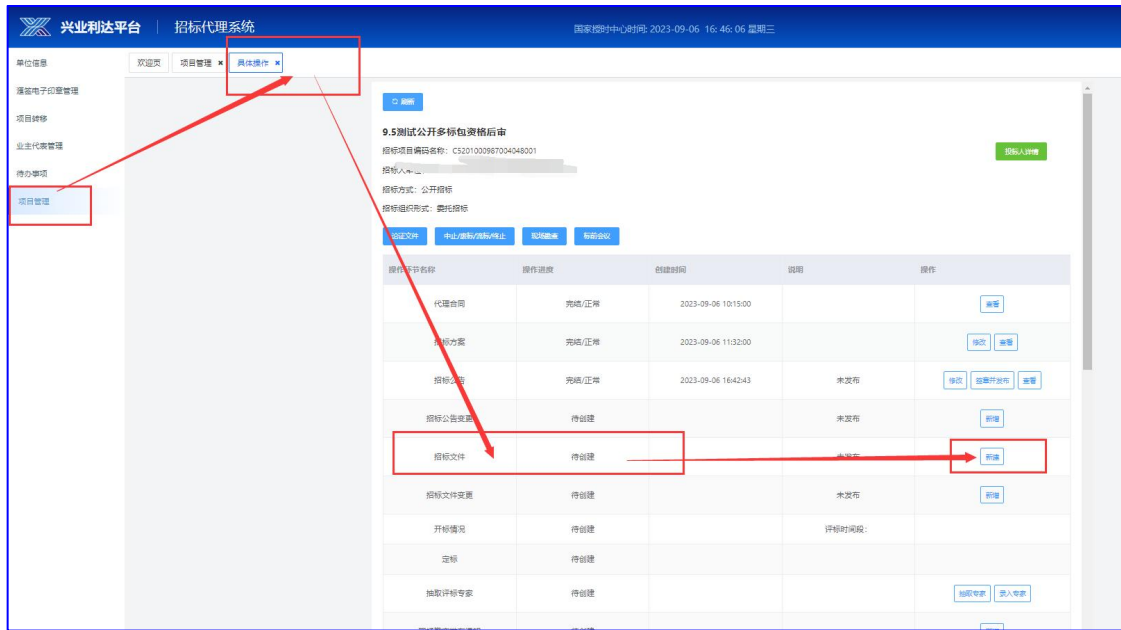 兴业利达平台 | 招标代理系统 国家授时中心时间: 2023-09-06 16:46:06 星期三
单位信息 欢迎页 项目管理 × 具体操作 ×
项目转移
业主代表管理
待办事项
项目管理
刷新
9.5测试公开多标包资格后审
招标项目编码名称: C5201000987004048001 投标人详情
招标方式: 公开招标
招标组织形式: 委托招标
验证文件 中止/废标/流标/终止 现场勘查 标前会议
操作环节名称 操作进度 创建时间 说明 操作
代理合同 完结/正常 2023-09-06 10:15:00 查看
招标方案 完结/正常 2023-09-06 11:32:00 修改 查看
招标公告 完结/正常 2023-09-06 16:42:43 未发布 修改 签章并发布 查看
招标公告变更 待创建 未发布 新增
招标文件 待创建 未发布 新建
招标文件变更 待创建 未发布 新增
开标情况 待创建 评标时间段:
定标 待创建
抽取评标专家 待创建 抽取专家 录入专家